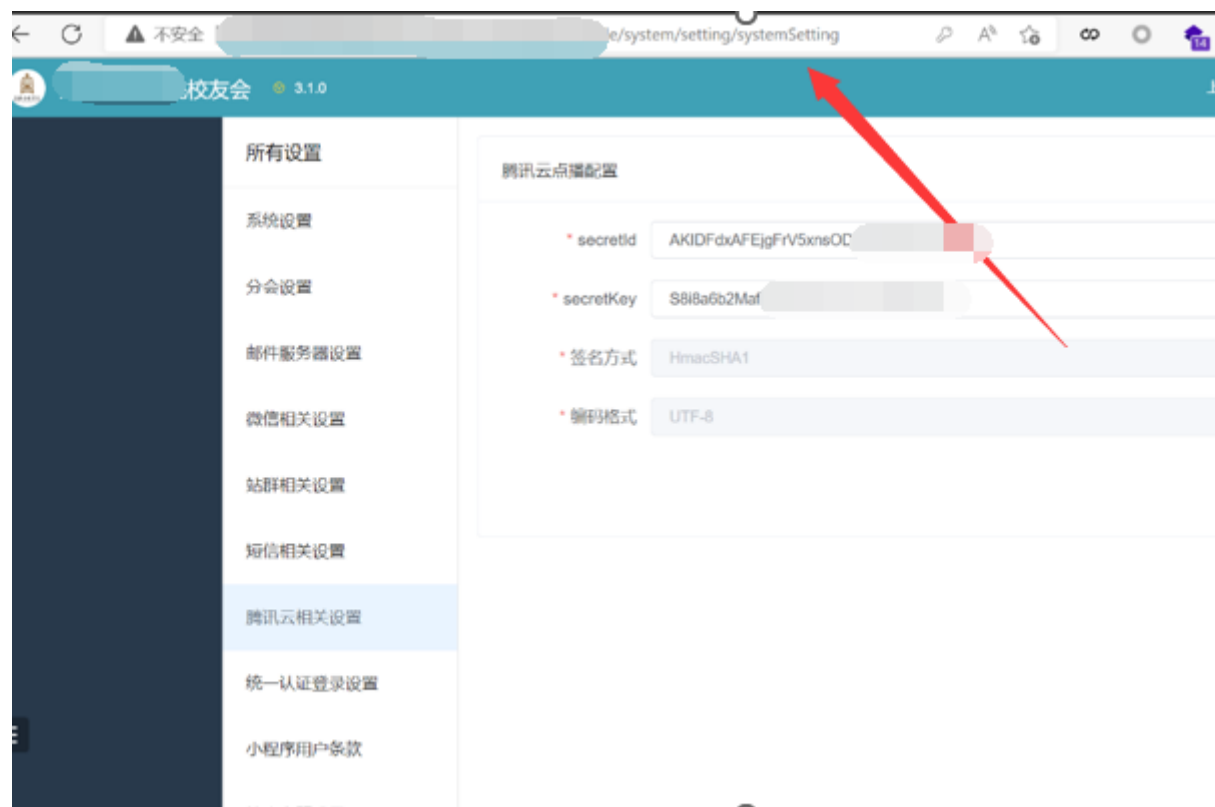 不安全
e/system/setting/systemSetting
14
校友会 3.1.0
所有设置
系统设置
分会设置
邮件服务器设置
微信相关设置
站群相关设置
短信相关设置
腾讯云相关设置
统一认证登录设置
小程序用户条款
腾讯云点播配置
* secretId AKIDFdxAFEjgFrV5xnsOD
* secretKey S8i8a6b2Maf
* 签名方式 HmacSHA1
* 编码格式 UTF-8